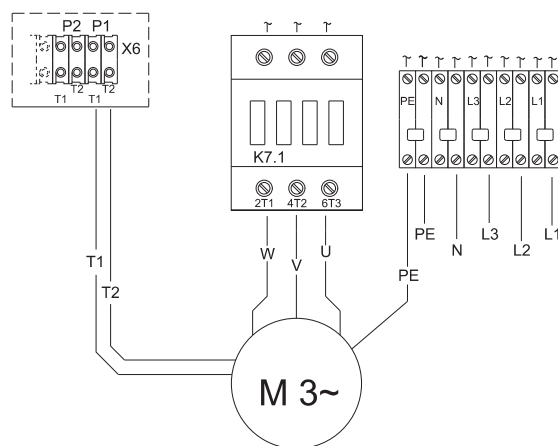 P2 P1
X6
T2 T2
T1 T1
K7.1
2T1 4T2 6T3
PE N L3 L2 L1
W V U
PE N L3 L2 L1
PE
T1
T2
M 3~